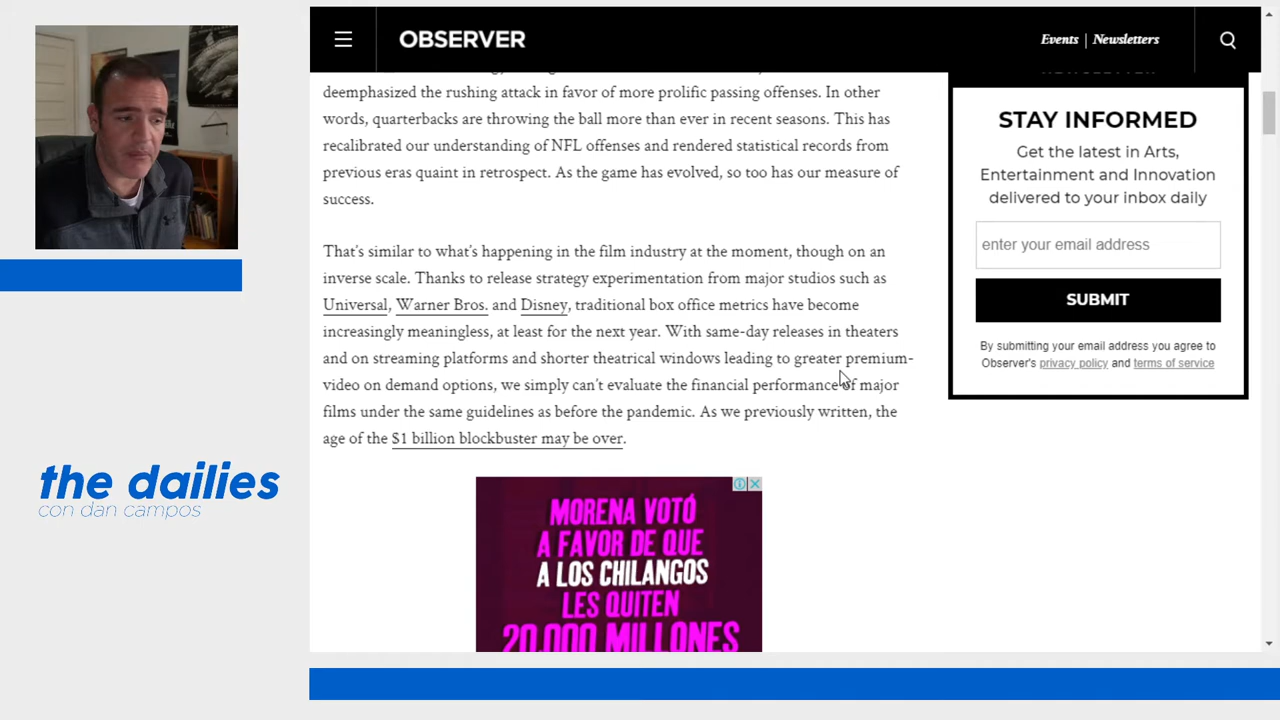 OBSERVER
Events | Newsletters
deemphasized the rushing attack in favor of more prolific passing offenses. In other
words, quarterbacks are throwing the ball more than ever in recent seasons. This has
recalibrated our understanding of NFL offenses and rendered statistical records from
previous eras quaint in retrospect. As the game has evolved, so too has our measure of
success.
That's similar to what's happening in the film industry at the moment, though on an
inverse scale. Thanks to release strategy experimentation from major studios such as
Universal, Warner Bros. and Disney, traditional box office metrics have become
increasingly meaningless, at least for the next year. With same-day releases in theaters
and on streaming platforms and shorter theatrical windows leading to greater premium-
video on demand options, we simply can't evaluate the financial performance of major
films under the same guidelines as before the pandemic. As we previously written, the
age of the $1 billion blockbuster may be over.
MORENA VOTÓ
A FAVOR DE QUE
A LOS CHILANGOS
LES QUITEN
20,000 MILLONES
STAY INFORMED
Get the latest in Arts,
Entertainment and Innovation
delivered to your inbox daily
enter your email address
SUBMIT
By submitting your email address you agree to
Observer's privacy policy and terms of service
the dailies
con dan campos